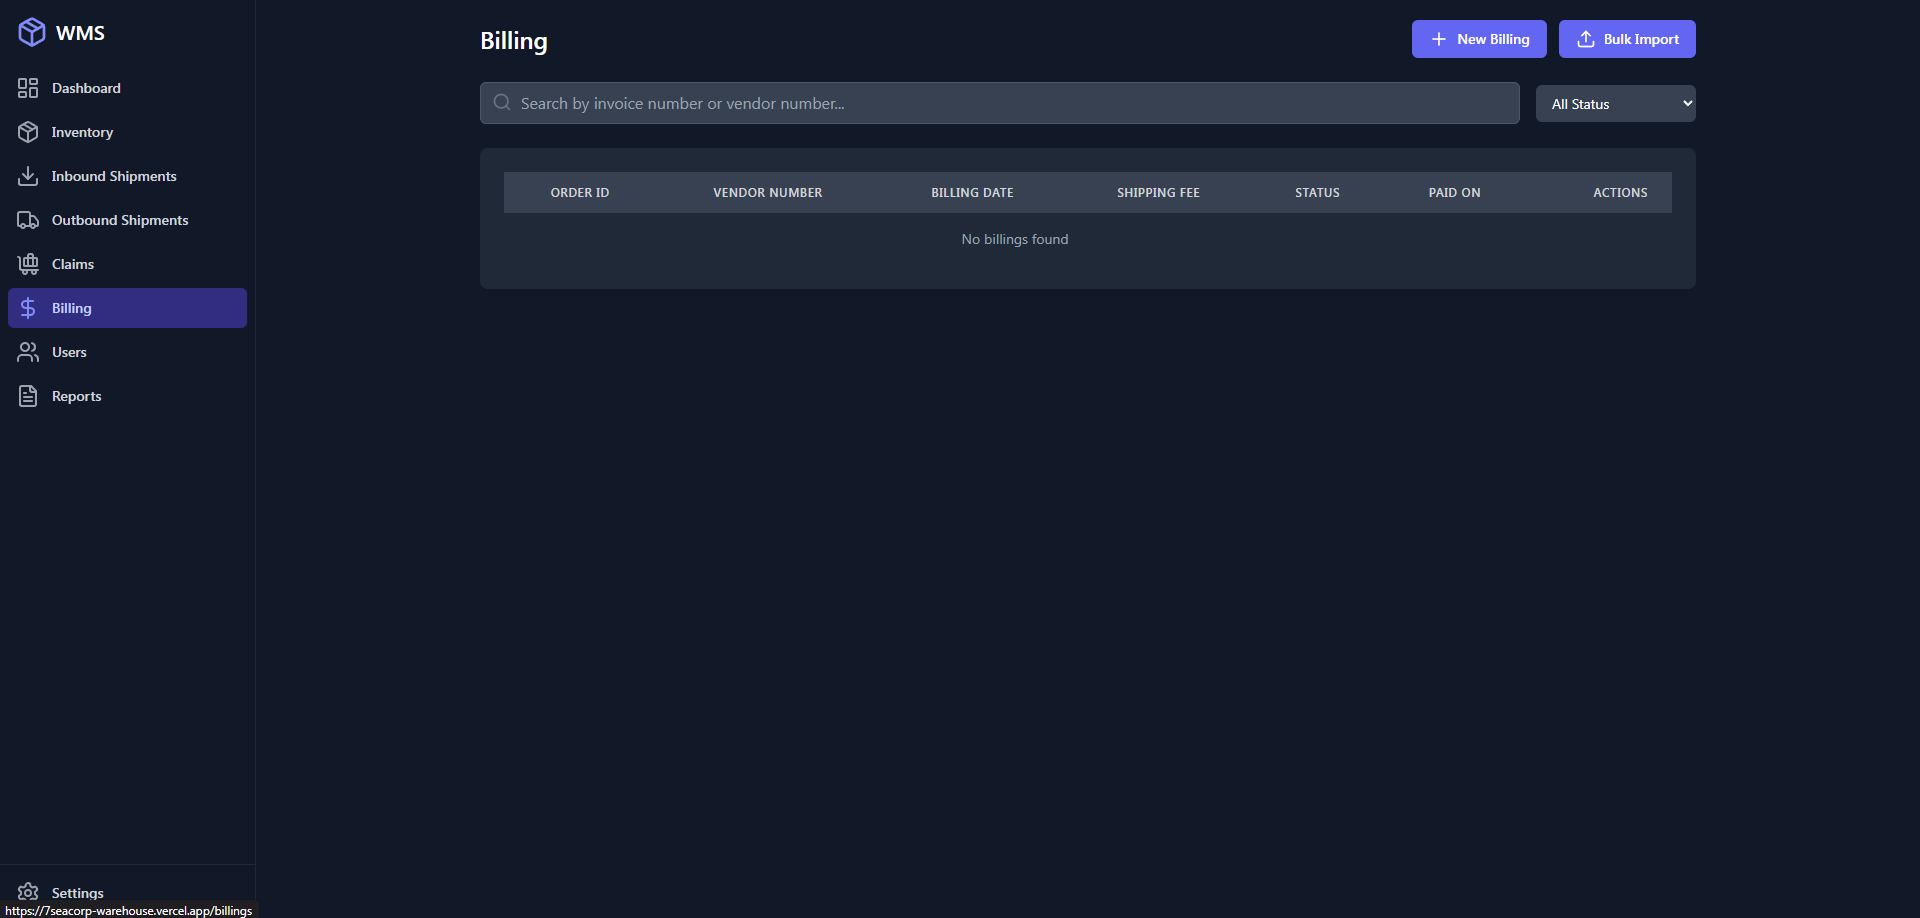 WMS
Dashboard
Inventory
Inbound Shipments
Outbound Shipments
Claims
Billing
Users
Reports
Settings
https://7seacorp-warehouse.vercel.app/billings
Billing
New Billing
Bulk Import
Search by invoice number or vendor number...
All Status
ORDER ID VENDOR NUMBER BILLING DATE SHIPPING FEE STATUS PAID ON ACTIONS
No billings found